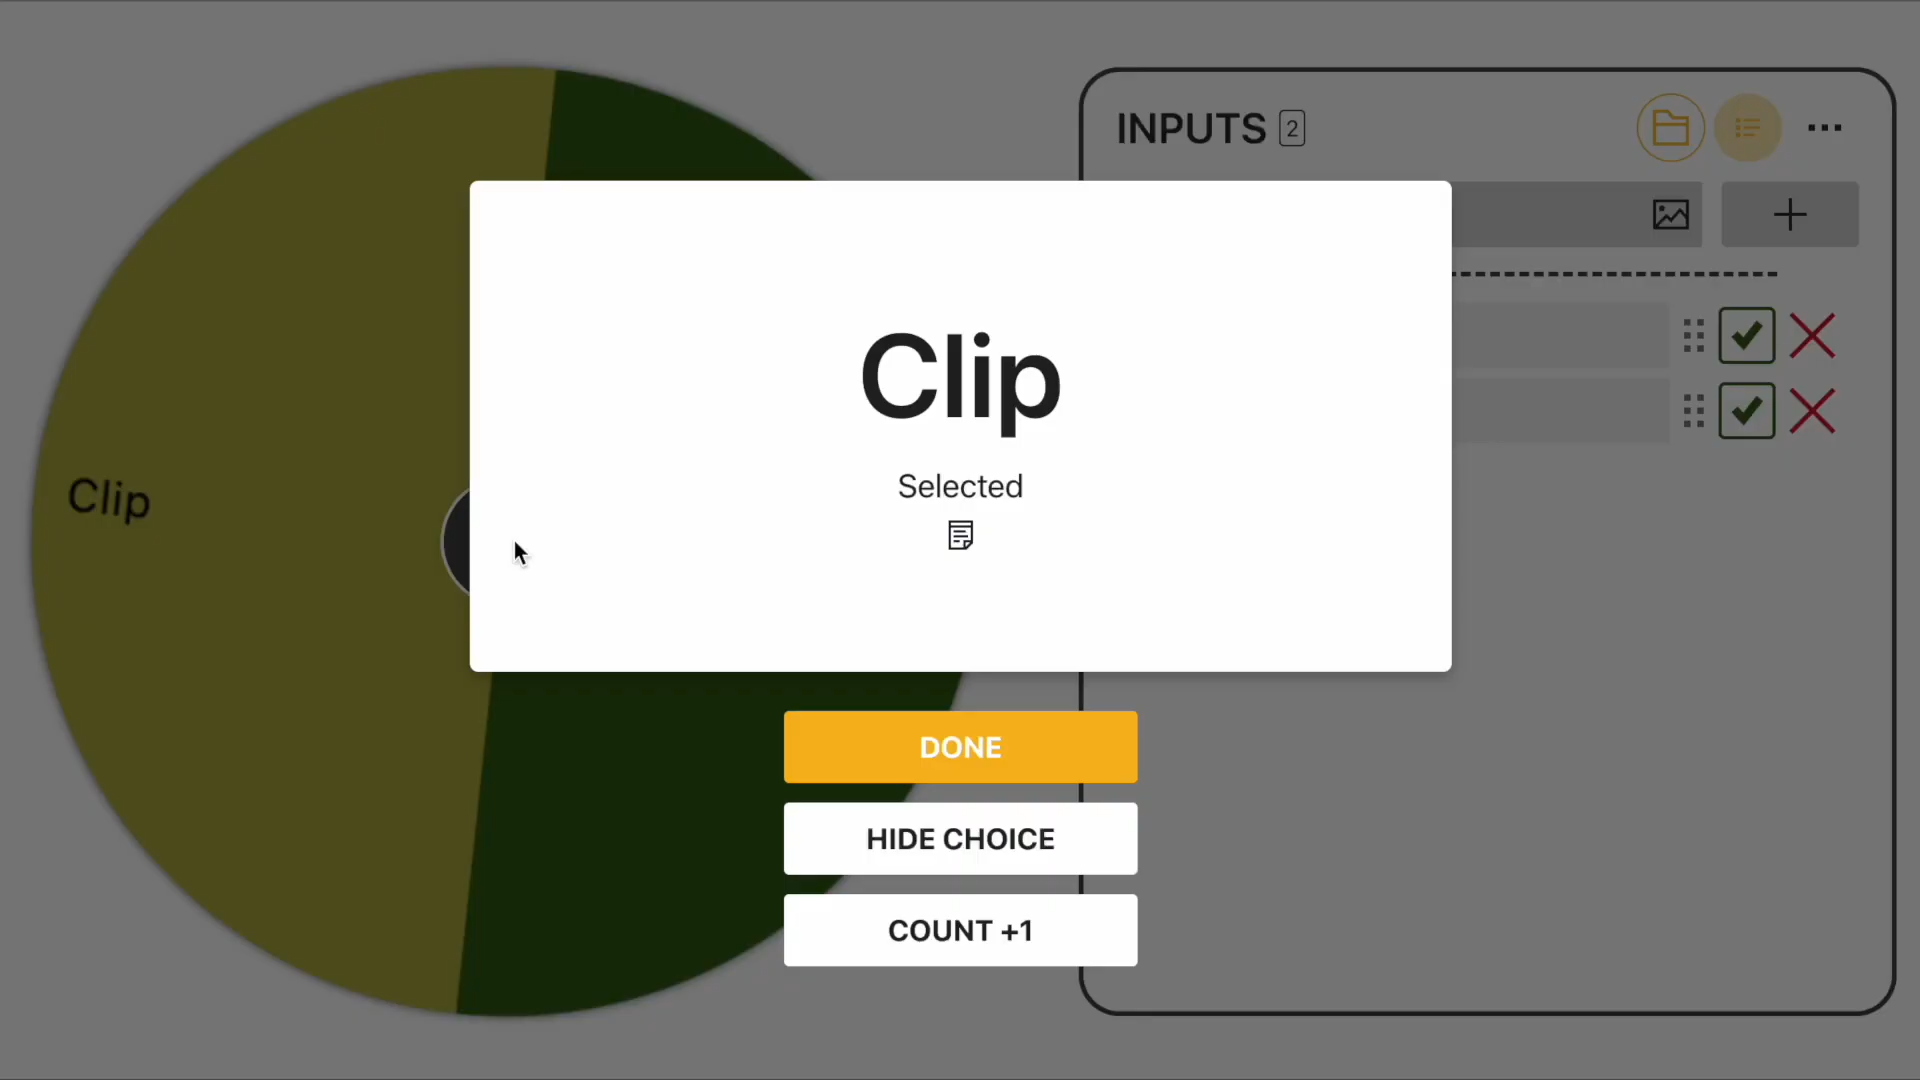 INPUTS 2
Clip
Clip
Selected
DONE
HIDE CHOICE
COUNT +1